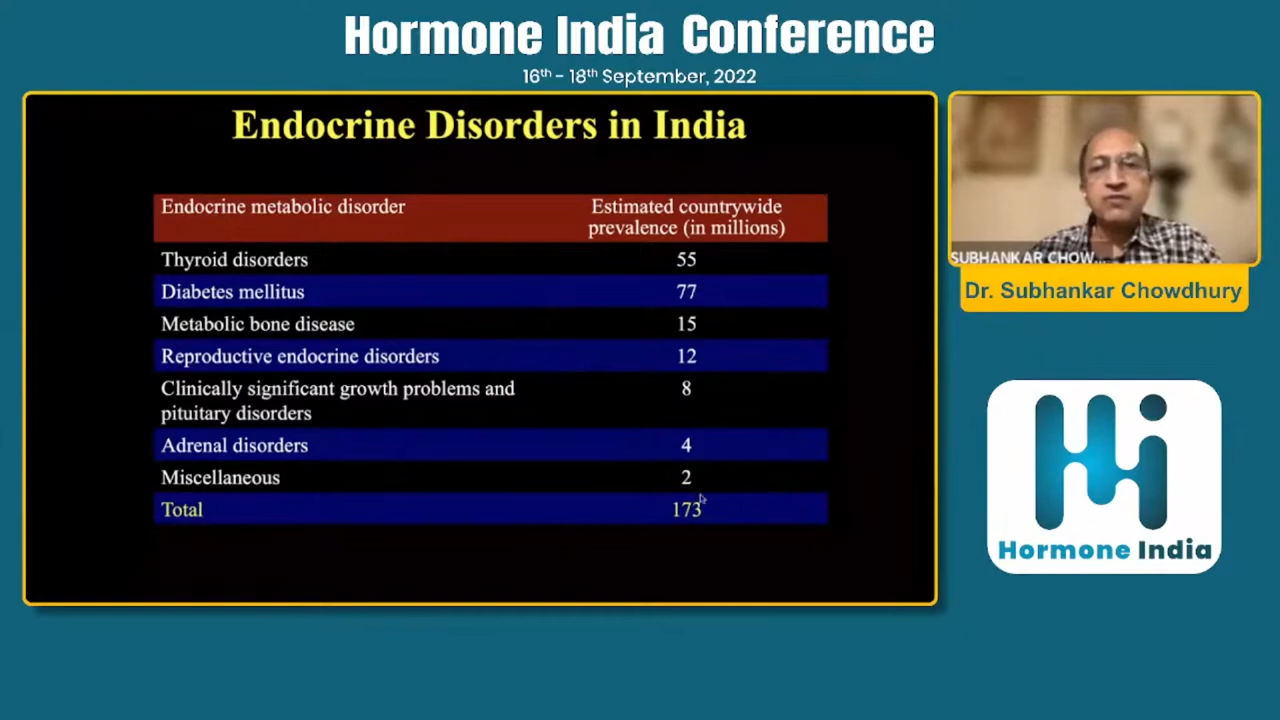 Hormone India Conference
16th - 18th September, 2022
Endocrine Disorders in India
Endocrine metabolic disorder Estimated countrywide
prevalence (in millions)
Thyroid disorders 55
Diabetes mellitus 77
Metabolic bone disease 15
Reproductive endocrine disorders 12
Clinically significant growth problems and 8
pituitary disorders
Adrenal disorders 4
Miscellaneous 2
Total 173
SUBHANKAR CHOW...
Dr. Subhankar Chowdhury
Hi
Hormone India